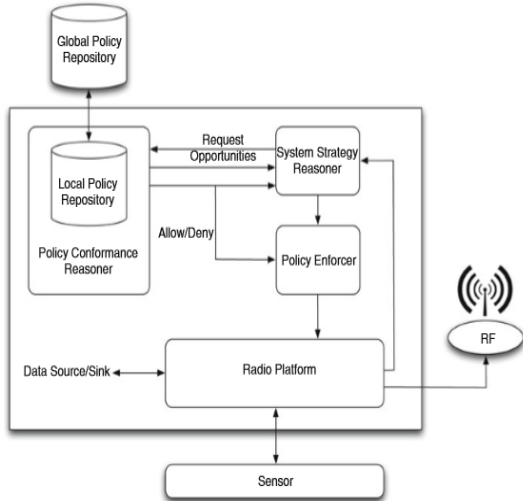 Global Policy
Repository
Request
Opportunities
System Strategy
Reasoner
Local Policy
Repository
Allow/Deny
Policy Conformance
Reasoner
Policy Enforcer
RF
Data Source/Sink
Radio Platform
Sensor